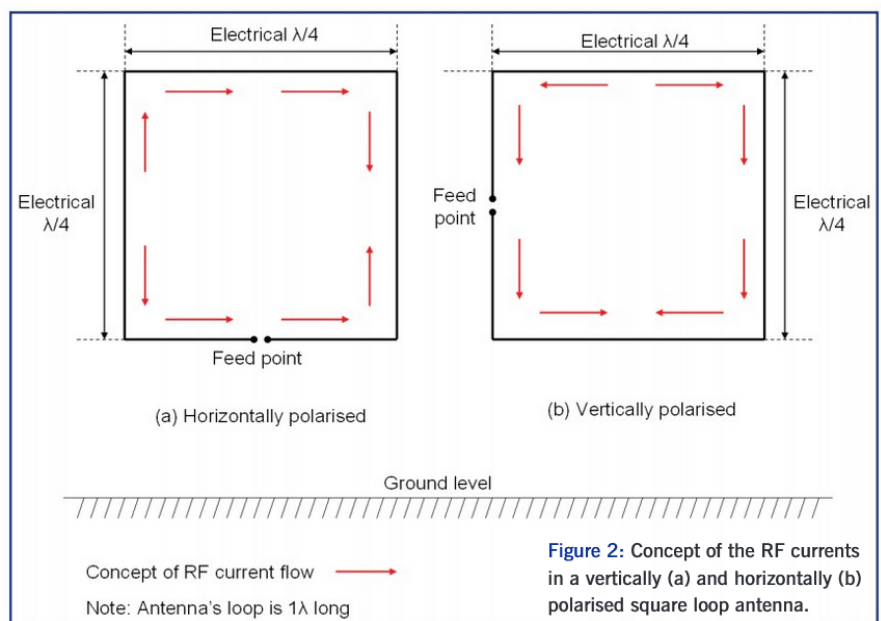 Electrical λ/4
Electrical
λ/4
Feed point
(a) Horizontally polarised
Electrical λ/4
Feed
point
Electrical
λ/4
(b) Vertically polarised
Ground level
Concept of RF current flow
Note: Antenna's loop is 1λ long
Figure 2: Concept of the RF currents
in a vertically (a) and horizontally (b)
polarised square loop antenna.